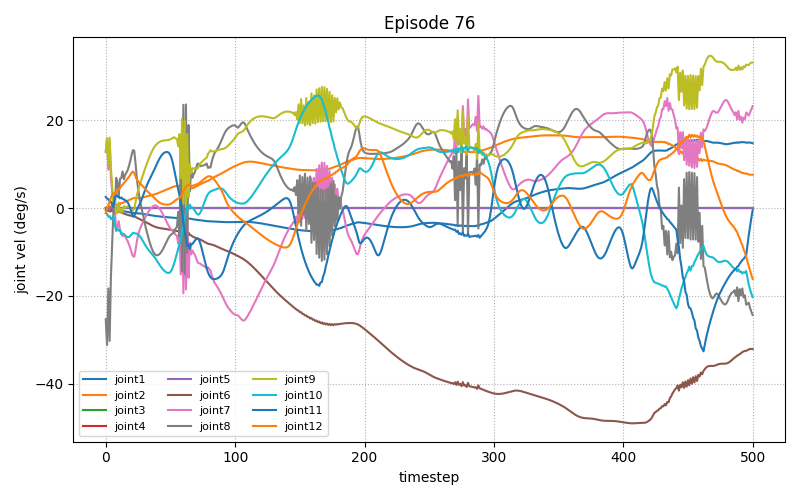 Episode 76
joint vel (deg/s)
20
0
−20
−40
joint1 joint5 joint9
joint2 joint6 joint10
joint3 joint7 joint11
joint4 joint8 joint12
0 100 200 300 400 500
timestep